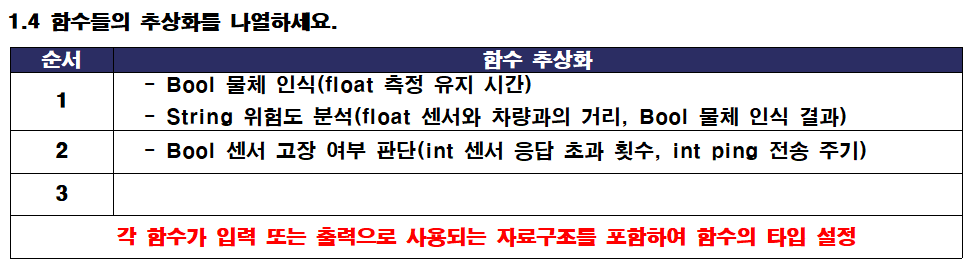 1.4 함수들의 추상화를 나열하세요.
순서 함수 추상화
1
- Bool 물체 인식(float 측정 유지 시간)
- String 위험도 분석(float 센서와 차량과의 거리, Bool 물체 인식 결과)
2 - Bool 센서 고장 여부 판단(int 센서 응답 초과 횟수, int ping 전송 주기)
3
각 함수가 입력 또는 출력으로 사용되는 자료구조를 포함하여 함수의 타입 설정